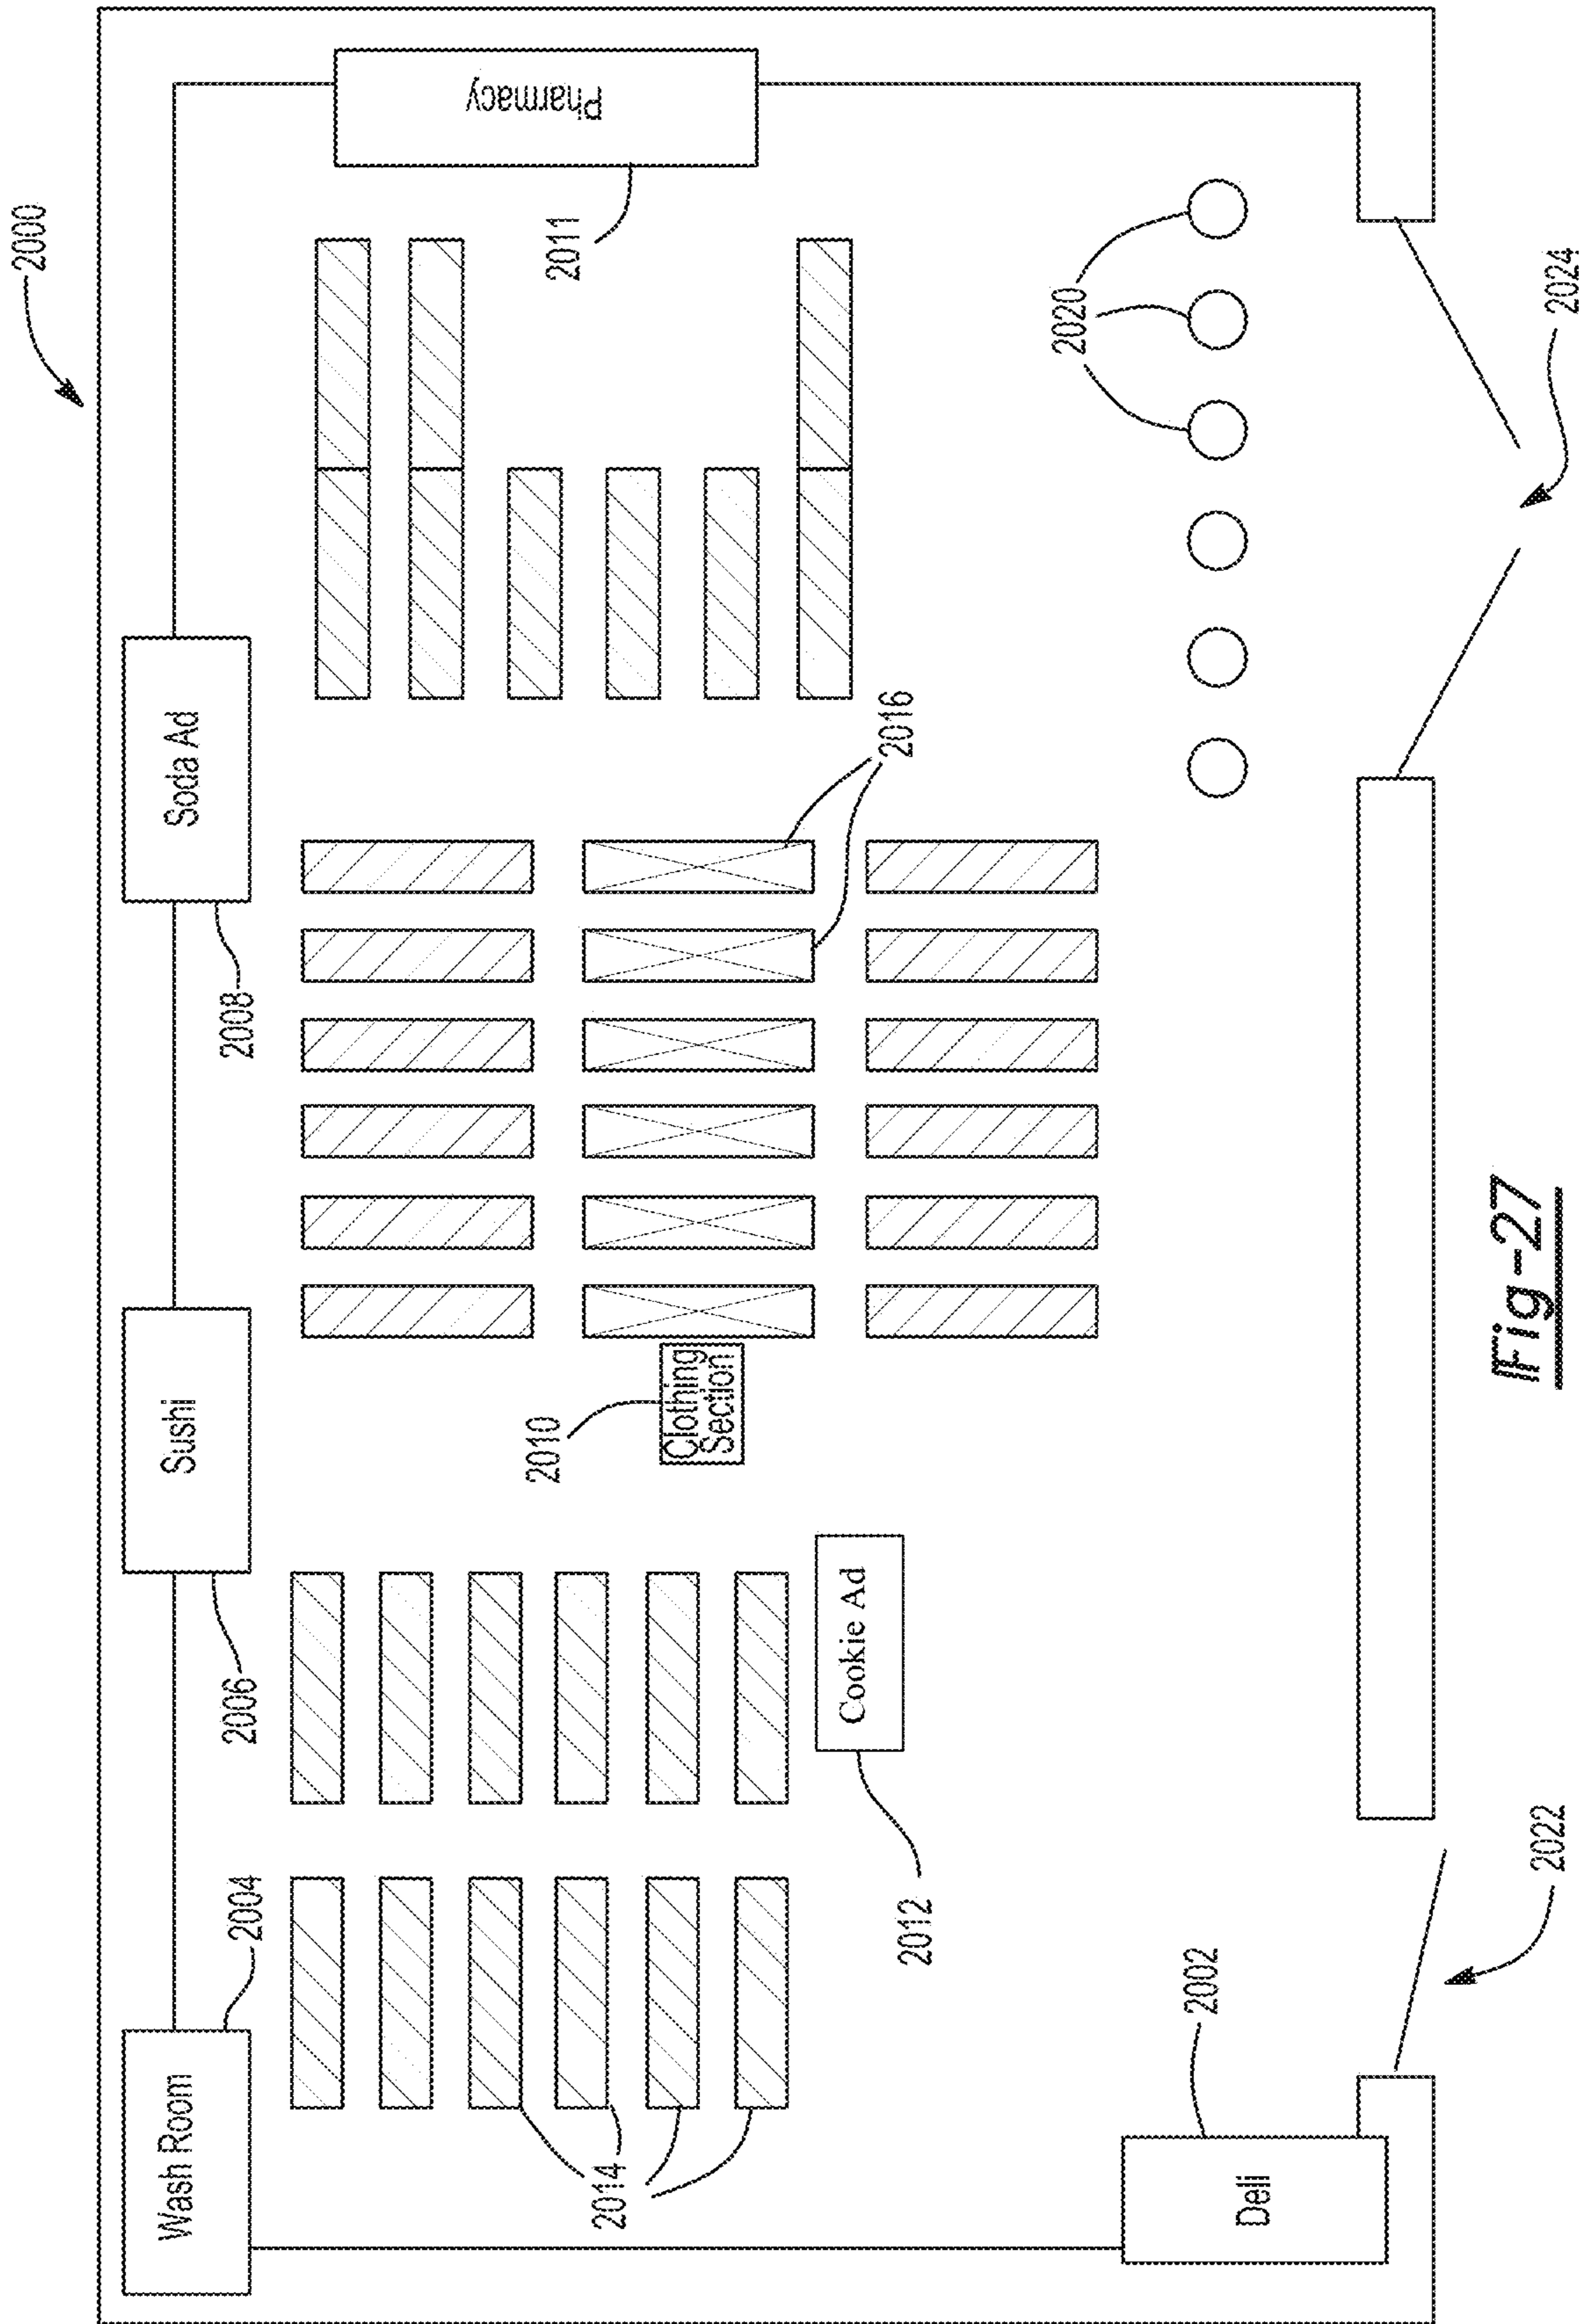 2000
Wash Room
2004
Sushi
2006
Soda Ad
2008
Pharmacy
2011
2014
Cookie Ad
2012
Clothing
Section
2010
2016
2020
Deli
2002
2022
2024
Fig-27